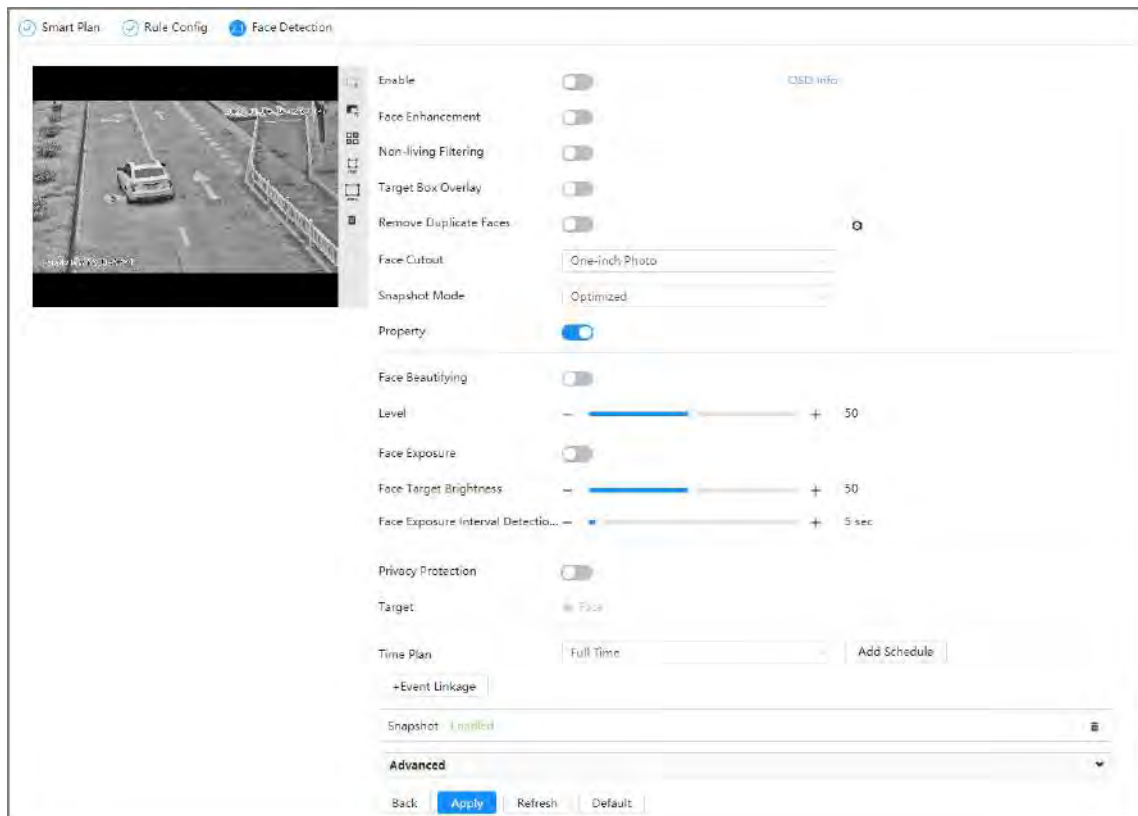 Smart Plan Rule Config Face Detection
Enable OSD Info
Face Enhancement
Non-living Filtering
Target Box Overlay
Remove Duplicate Faces
Face Cutout One-inch Photo
Snapshot Mode Optimized
Property
Face Beautifying
Level − + 50
Face Exposure
Face Target Brightness − + 50
Face Exposure Interval Detectio... − + 5 sec
Privacy Protection
Target Face
Time Plan Full Time Add Schedule
+Event Linkage
Snapshot Enabled
Advanced
Back Apply Refresh Default